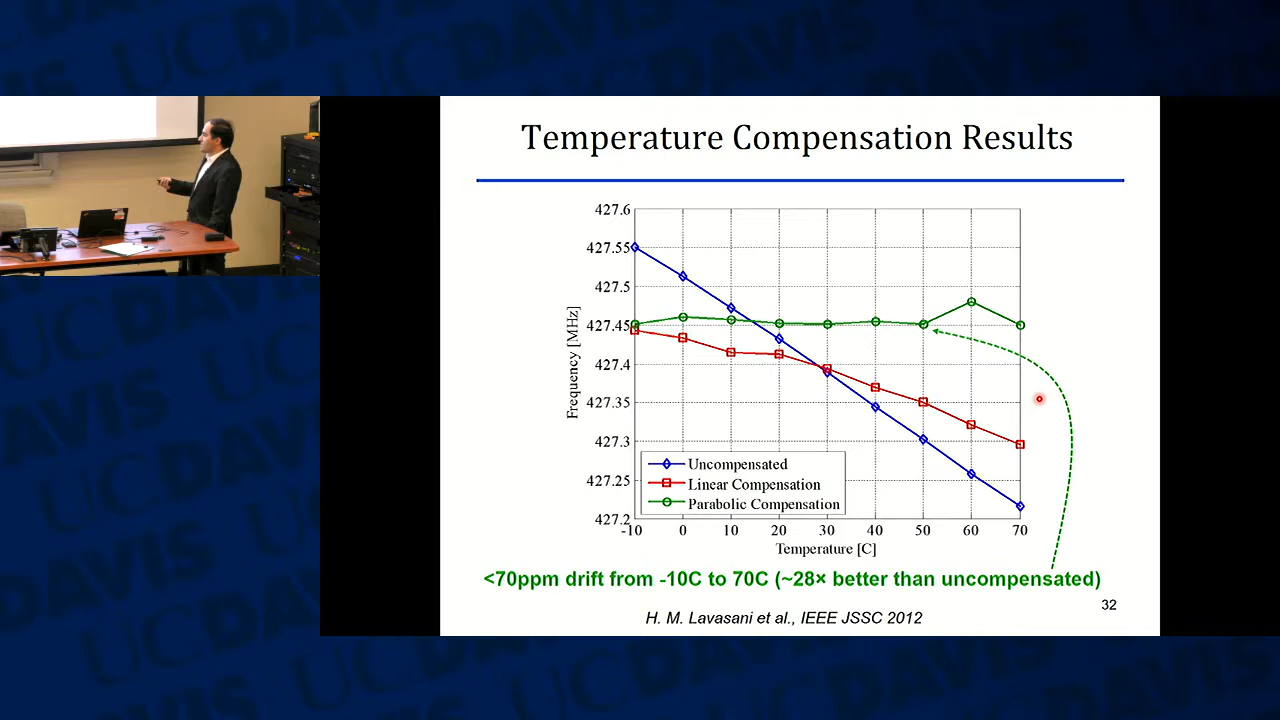 UC DAVIS
Temperature Compensation Results
427.6
427.55
427.5
427.45
427.4
427.35
427.3
427.25
427.2
Frequency [MHz]
Uncompensated
Linear Compensation
Parabolic Compensation
-10 0 10 20 30 40 50 60 70
Temperature [C]
<70ppm drift from -10C to 70C (~28× better than uncompensated)
32
H. M. Lavasani et al., IEEE JSSC 2012